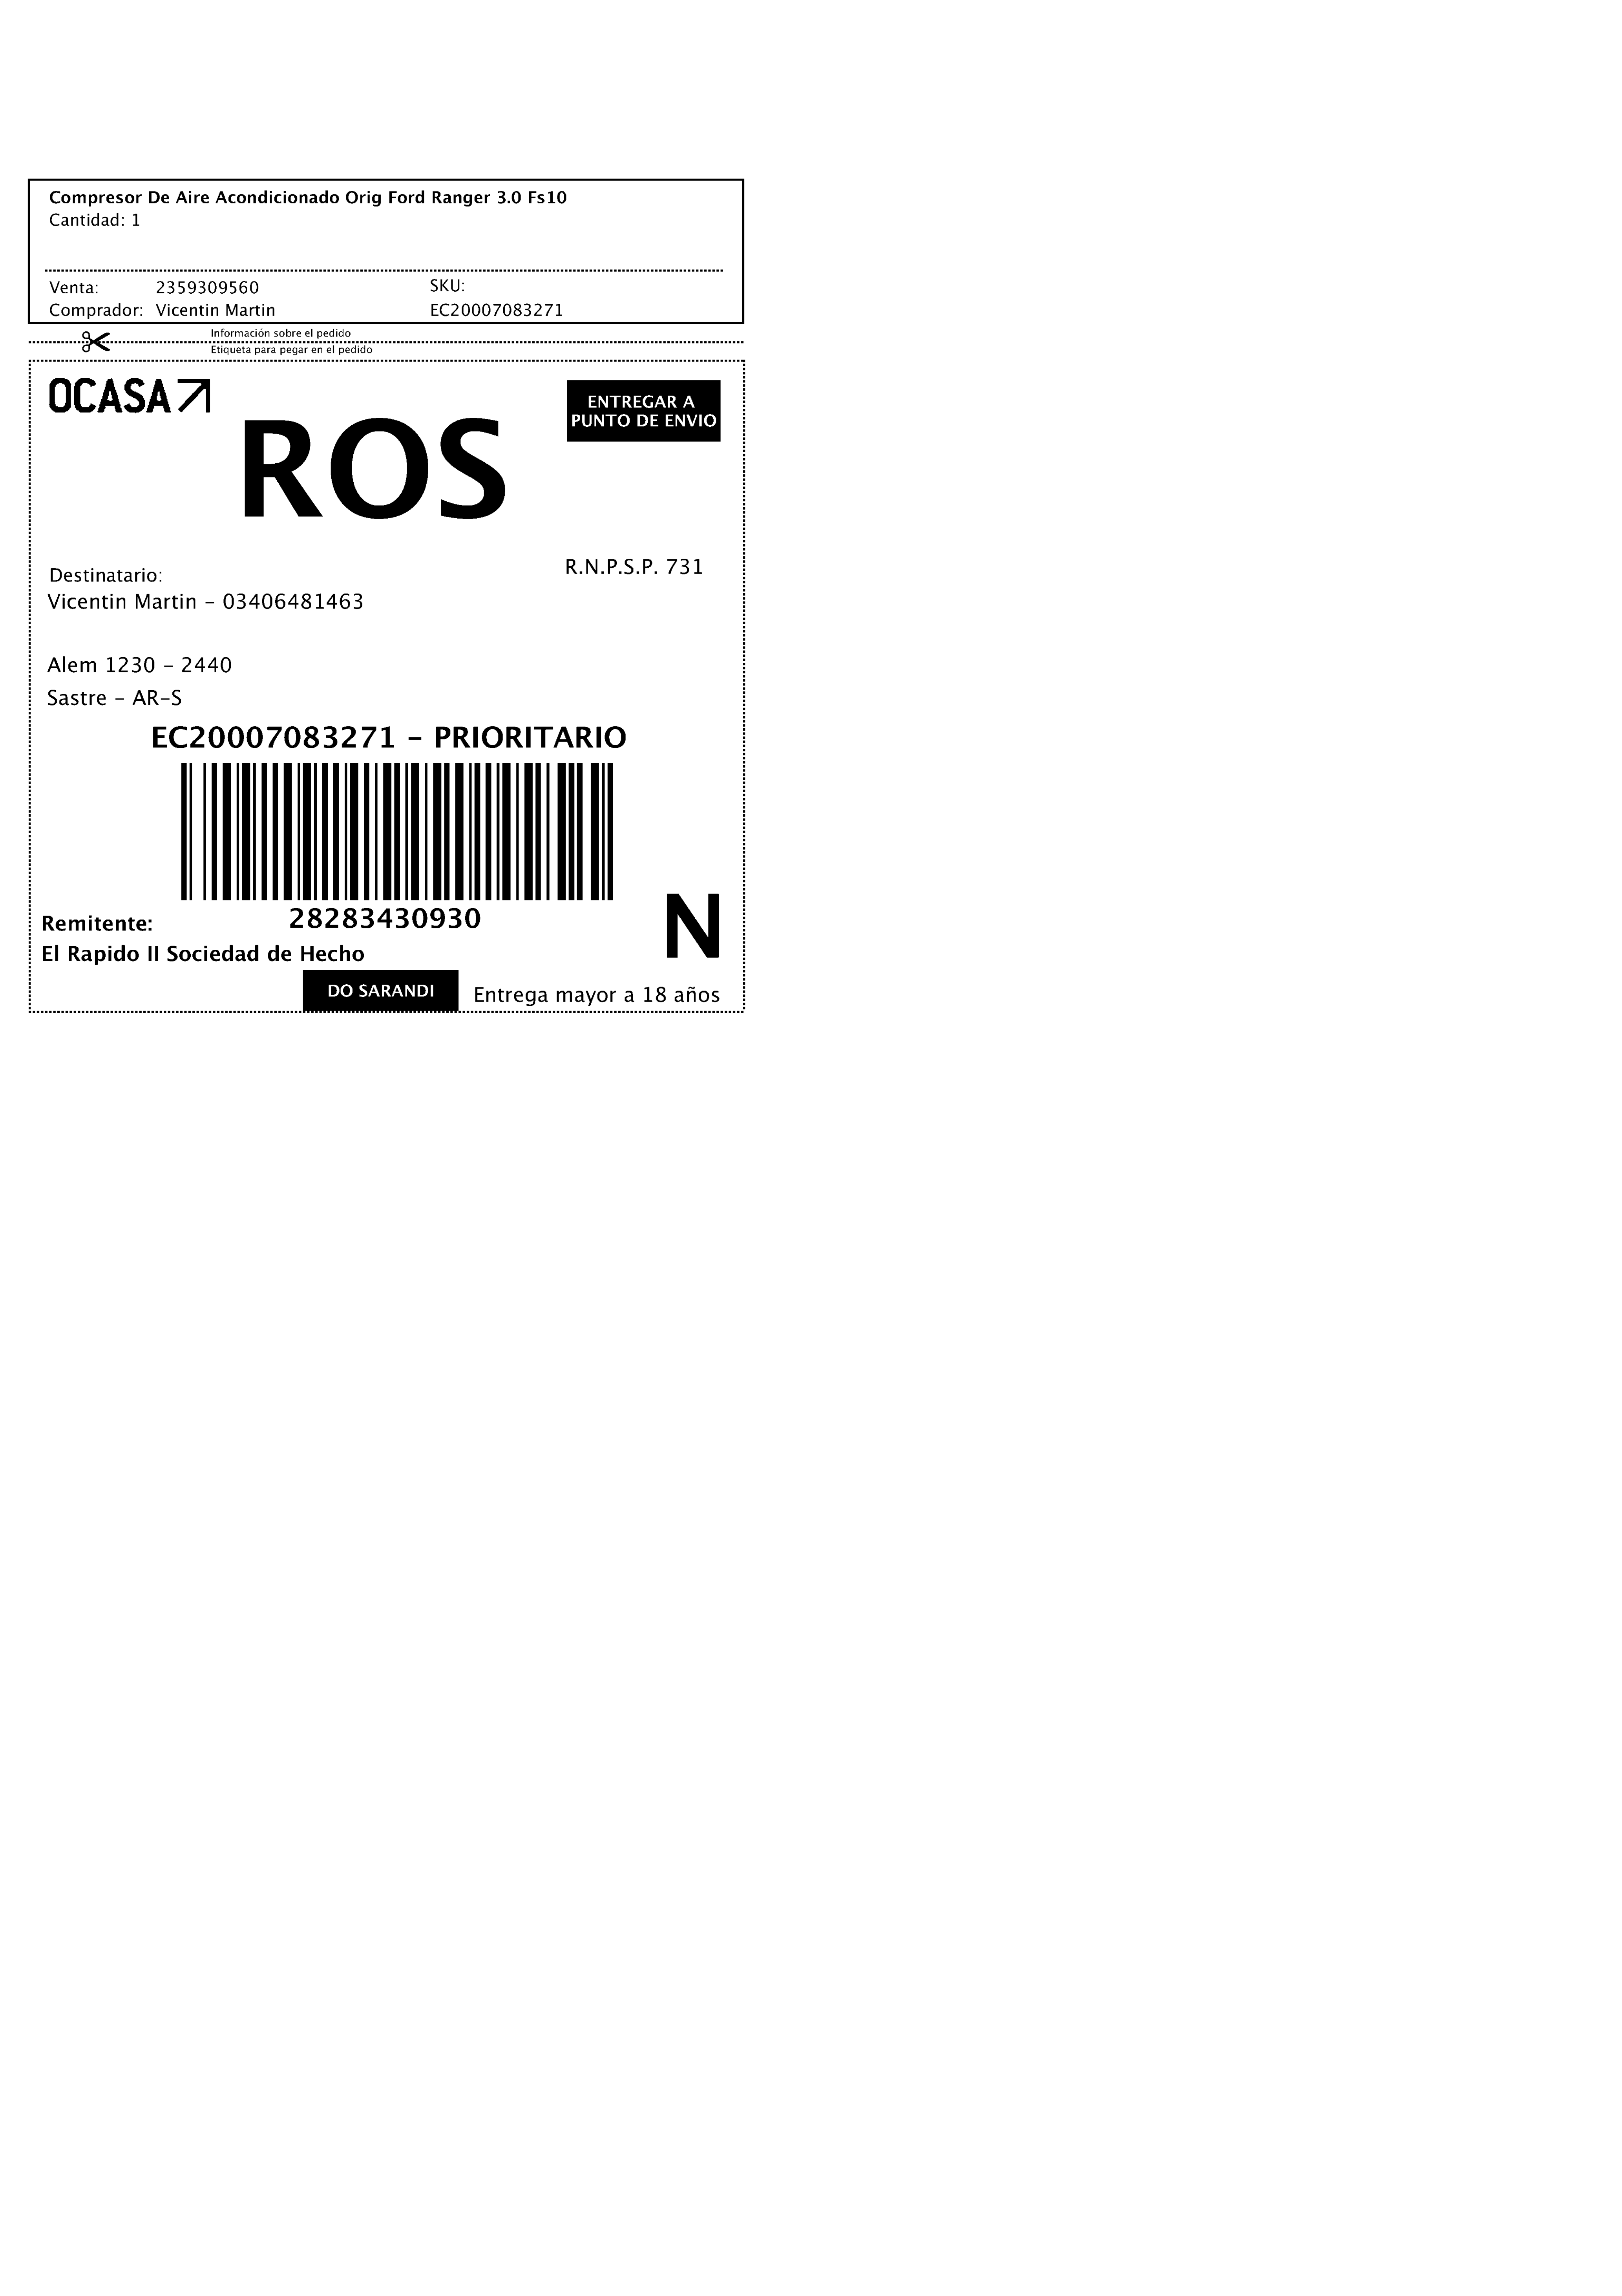 Compresor De Aire Acondicionado Orig Ford Ranger 3.0 Fs10
Cantidad: 1
Venta: 2359309560 SKU:
Comprador: Vicentin Martin EC20007083271
Información sobre el pedido
Etiqueta para pegar en el pedido
OCASA
ENTREGAR A
PUNTO DE ENVIO
ROS
R.N.P.S.P. 731
Destinatario:
Vicentin Martin - 03406481463
Alem 1230 - 2440
Sastre - AR-S
EC20007083271 - PRIORITARIO
28283430930
N
Remitente:
El Rapido II Sociedad de Hecho
DO SARANDI
Entrega mayor a 18 años